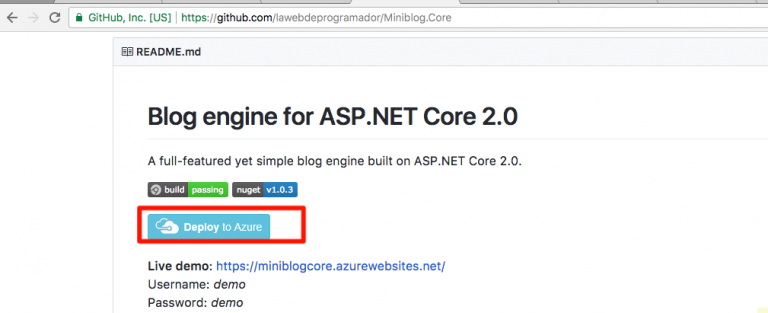 GitHub, Inc. [US] | https://github.com/lawebdeprogramador/Miniblog.Core
README.md
Blog engine for ASP.NET Core 2.0
A full-featured yet simple blog engine built on ASP.NET Core 2.0.
build passing nuget v1.0.3
Deploy to Azure
Live demo: https://miniblogcore.azurewebsites.net/
Username: demo
Password: demo